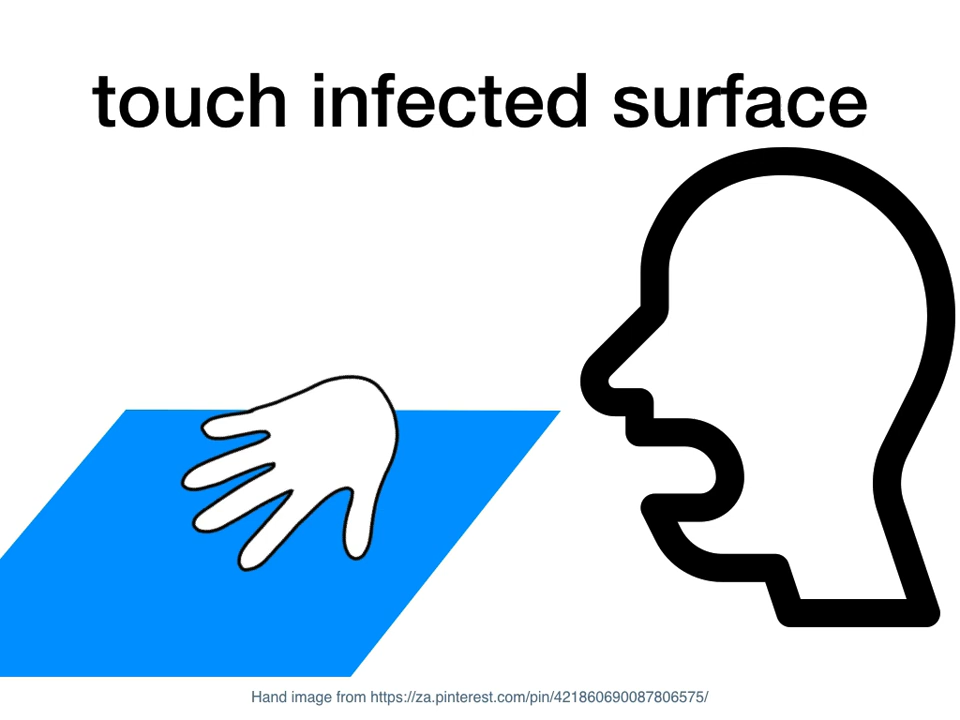 touch infected surface
Hand image from https://za.pinterest.com/pin/421860690087806575/